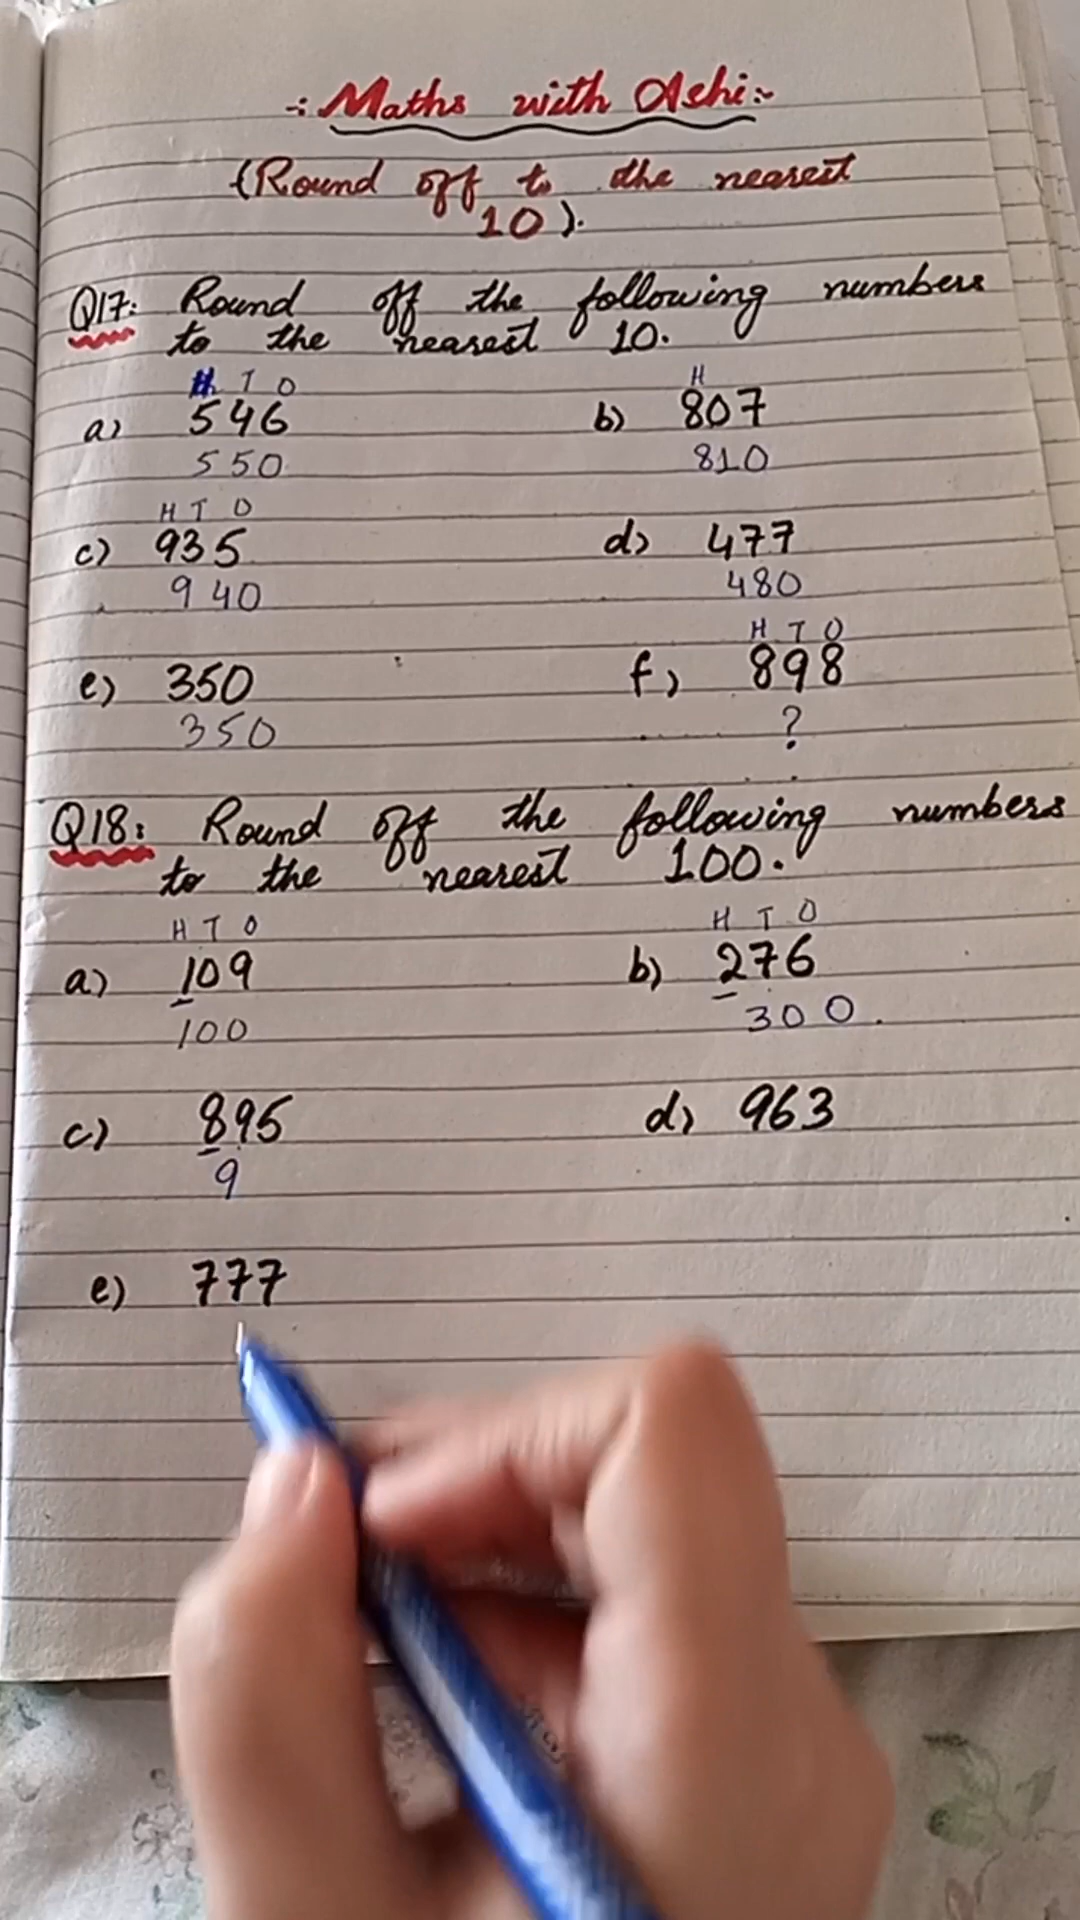 -: Maths with Ashi:-
(Round off to the nearest
10).
Q17: Round off the following numbers
to the nearest 10.
H T O H
a) 546 b) 807
550 810
H T O
c) 935 d) 477
940 480
H T O
e) 350 f) 898
350 ?
Q18: Round off the following numbers
to the nearest 100.
H T O H T O
a) 109 b) 276
100 300.
c) 895 d) 963
9
e) 777